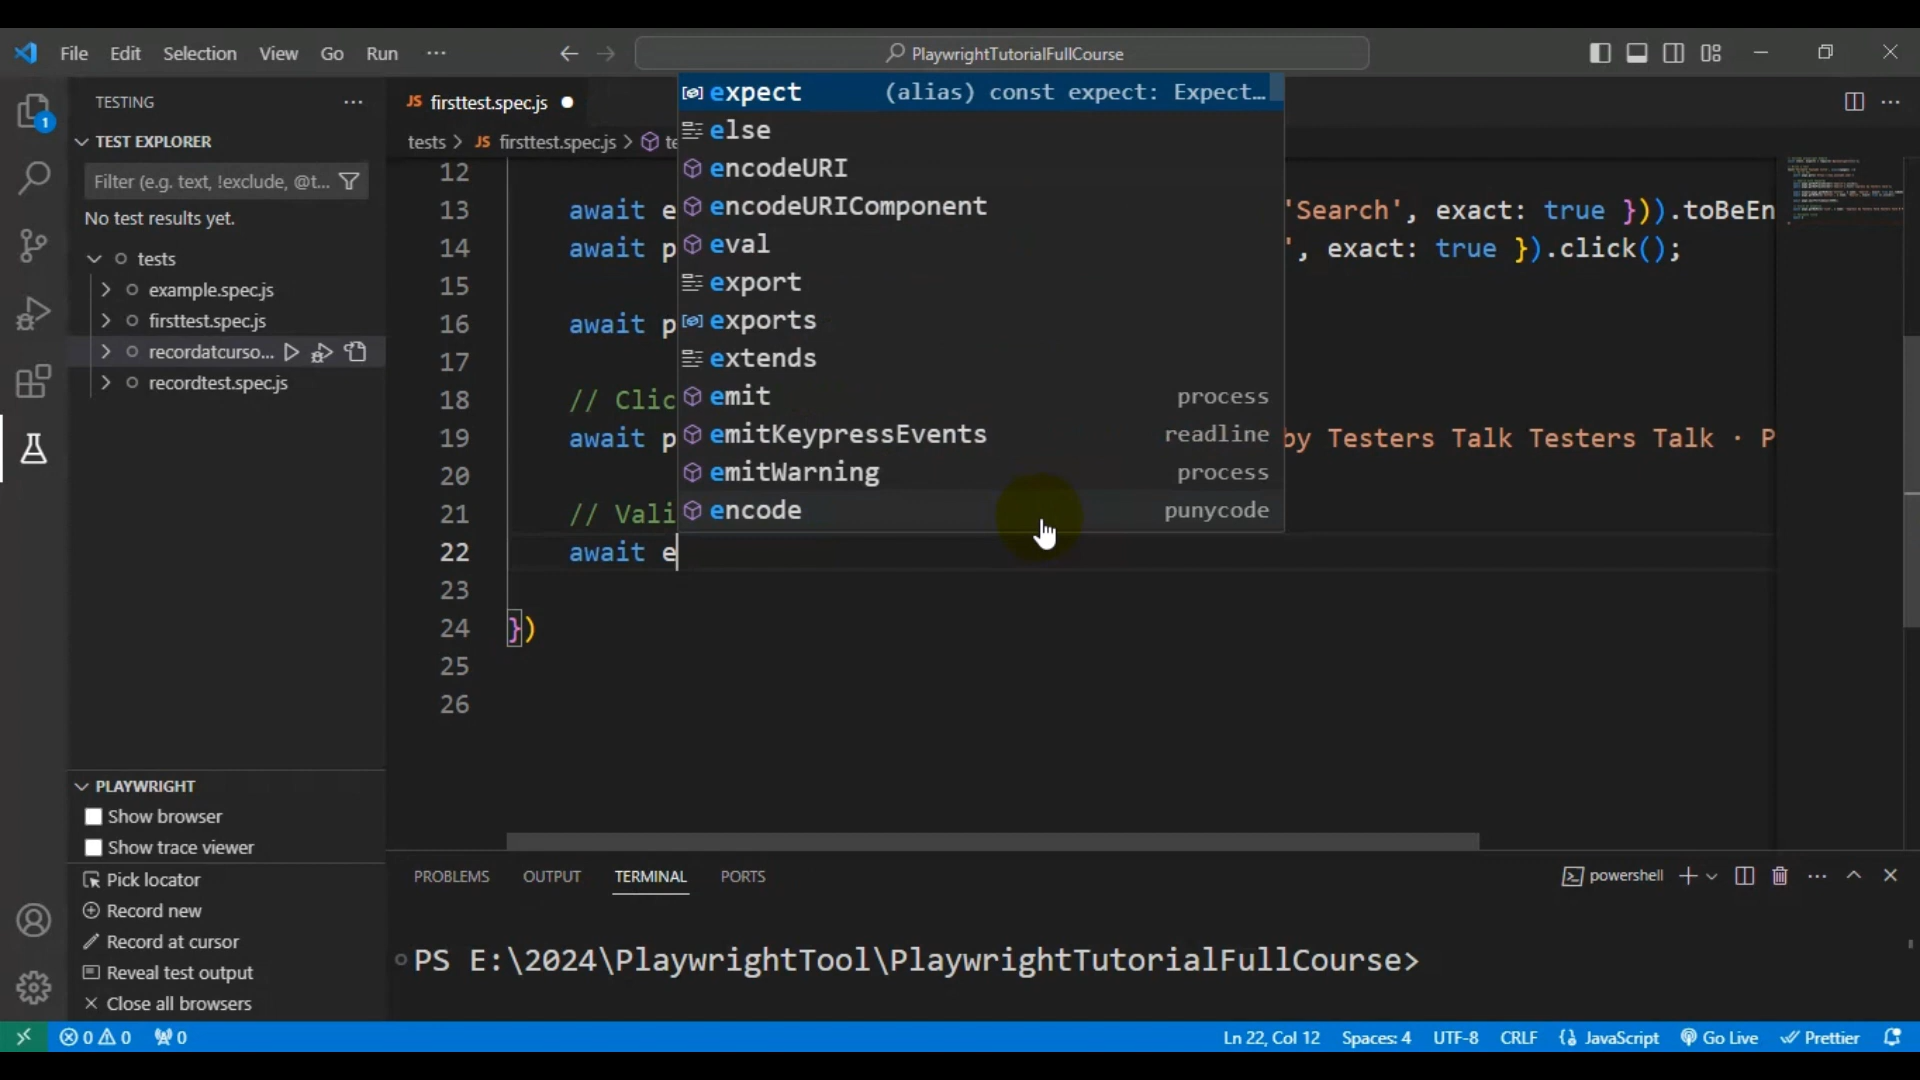 File Edit Selection View Go Run ···
PlaywrightTutorialFullCourse
TESTING ···
TEST EXPLORER
Filter (e.g. text, !exclude, @t...
No test results yet.
tests
example.spec.js
firsttest.spec.js
recordatcurso...
recordtest.spec.js
PLAYWRIGHT
Show browser
Show trace viewer
Pick locator
Record new
Record at cursor
Reveal test output
Close all browsers
JS firsttest.spec.js
tests > JS firsttest.spec.js > te
expect (alias) const expect: Expect…
else
encodeURI
encodeURIComponent
eval
export
exports
extends
emit process
emitKeypressEvents readline
emitWarning process
encode punycode
12
13 await e 'Search', exact: true })).toBeEn
14 await p ', exact: true }).click();
15
16 await p
17
18 // Clic
19 await p by Testers Talk Testers Talk · P
20
21 // Vali
22 await e
23
24 })
25
26
PROBLEMS OUTPUT TERMINAL PORTS
powershell
PS E:\2024\PlaywrightTool\PlaywrightTutorialFullCourse>
0 0 0
Ln 22, Col 12 Spaces: 4 UTF-8 CRLF {} JavaScript Go Live Prettier
1